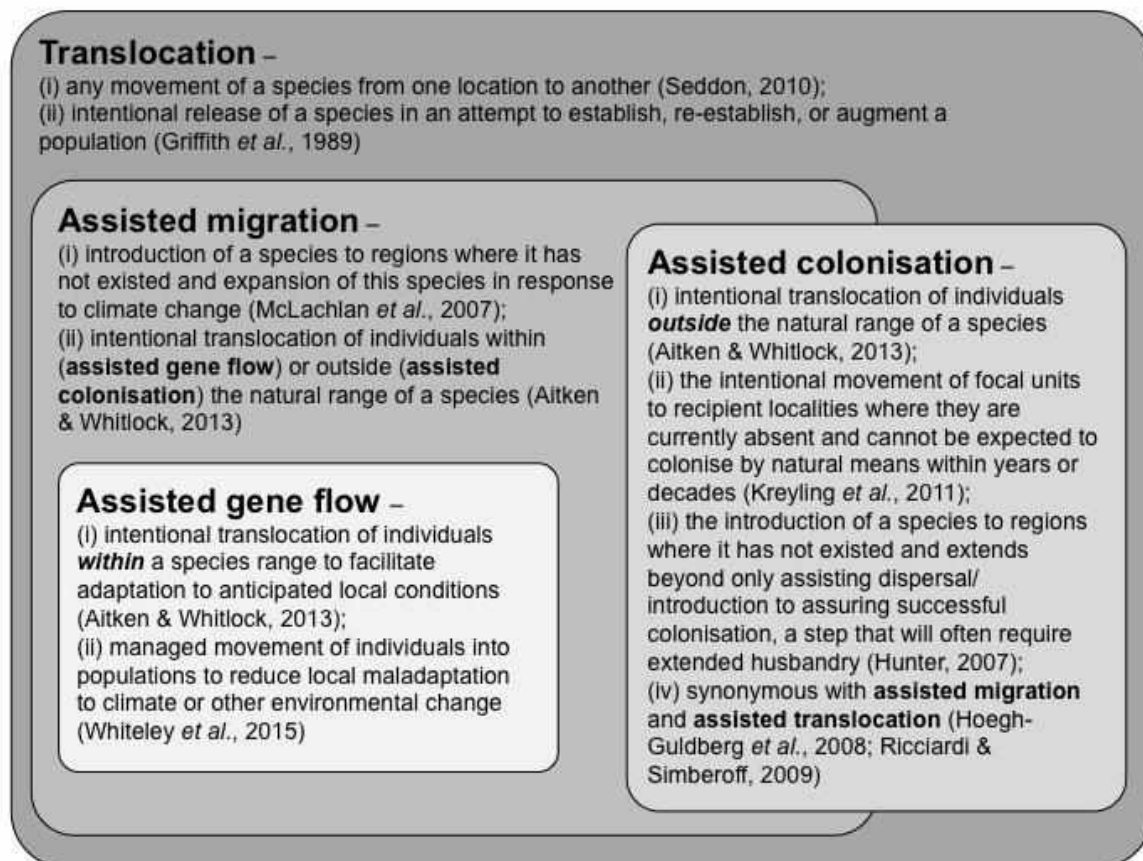 Translocation –
(i) any movement of a species from one location to another (Seddon, 2010);
(ii) intentional release of a species in an attempt to establish, re-establish, or augment a
population (Griffith et al., 1989)
Assisted migration –
(i) introduction of a species to regions where it has
not existed and expansion of this species in response
to climate change (McLachlan et al., 2007);
(ii) intentional translocation of individuals within
(assisted gene flow) or outside (assisted
colonisation) the natural range of a species (Aitken
& Whitlock, 2013)
Assisted gene flow –
(i) intentional translocation of individuals
within a species range to facilitate
adaptation to anticipated local conditions
(Aitken & Whitlock, 2013);
(ii) managed movement of individuals into
populations to reduce local maladaptation
to climate or other environmental change
(Whiteley et al., 2015)
Assisted colonisation –
(i) intentional translocation of individuals
outside the natural range of a species
(Aitken & Whitlock, 2013);
(ii) the intentional movement of focal units
to recipient localities where they are
currently absent and cannot be expected to
colonise by natural means within years or
decades (Kreyling et al., 2011);
(iii) the introduction of a species to regions
where it has not existed and extends
beyond only assisting dispersal/
introduction to assuring successful
colonisation, a step that will often require
extended husbandry (Hunter, 2007);
(iv) synonymous with assisted migration
and assisted translocation (Hoegh-
Guldberg et al., 2008; Ricciardi &
Simberoff, 2009)